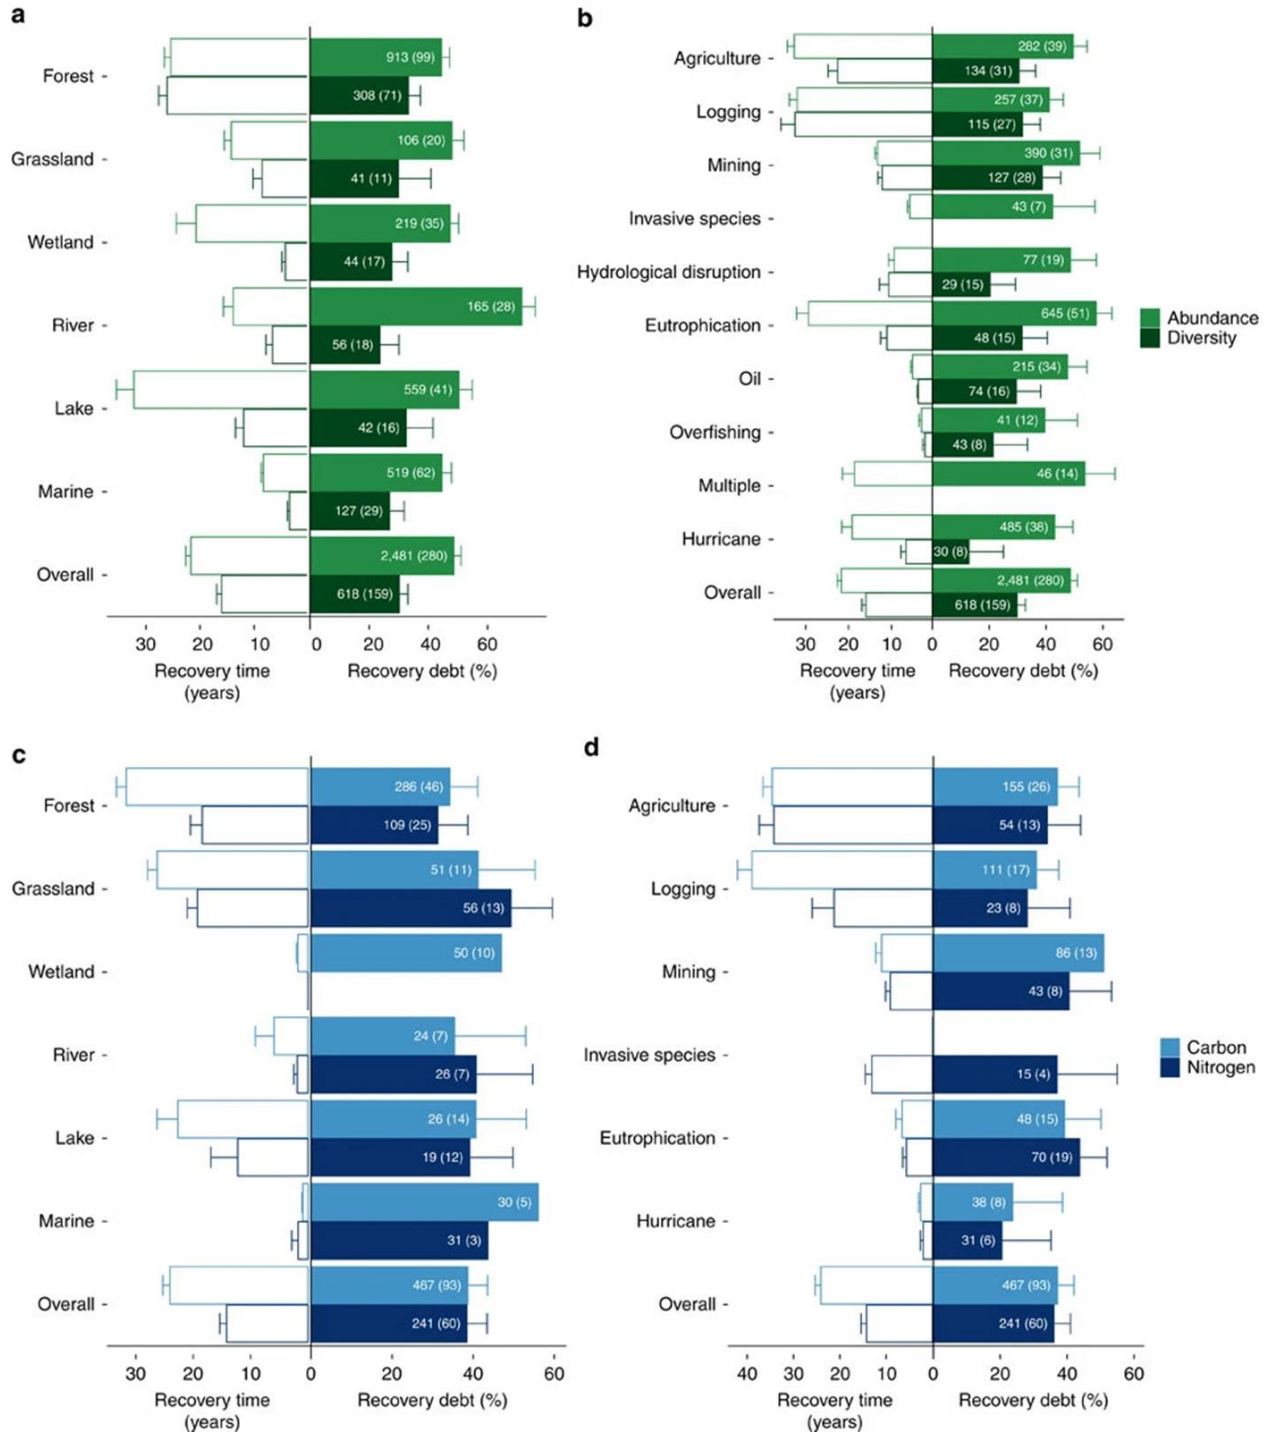 a
Forest
913 (99)
308 (71)
Grassland
106 (20)
41 (11)
Wetland
219 (35)
44 (17)
River
165 (28)
56 (18)
Lake
559 (41)
42 (16)
Marine
519 (62)
127 (29)
Overall
2,481 (280)
618 (159)
30 20 10 0 20 40 60
Recovery time
(years)
Recovery debt (%)
b
Agriculture
282 (39)
134 (31)
Logging
257 (37)
115 (27)
Mining
390 (31)
127 (28)
Invasive species
43 (7)
Hydrological disruption
77 (19)
29 (15)
Eutrophication
645 (51)
48 (15)
Oil
215 (34)
74 (16)
Overfishing
41 (12)
43 (8)
Multiple
46 (14)
Hurricane
485 (38)
30 (8)
Overall
2,481 (280)
618 (159)
30 20 10 0 20 40 60
Recovery time
(years)
Recovery debt (%)
Abundance
Diversity
c
Forest
286 (46)
109 (25)
Grassland
51 (11)
56 (13)
Wetland
50 (10)
River
24 (7)
26 (7)
Lake
26 (14)
19 (12)
Marine
30 (5)
31 (3)
Overall
467 (93)
241 (60)
30 20 10 0 20 40 60
Recovery time
(years)
Recovery debt (%)
d
Agriculture
155 (26)
54 (13)
Logging
111 (17)
23 (8)
Mining
86 (13)
43 (8)
Invasive species
15 (4)
Eutrophication
48 (15)
70 (19)
Hurricane
38 (8)
31 (6)
Overall
467 (93)
241 (60)
40 30 20 10 0 20 40 60
Recovery time
(years)
Recovery debt (%)
Carbon
Nitrogen